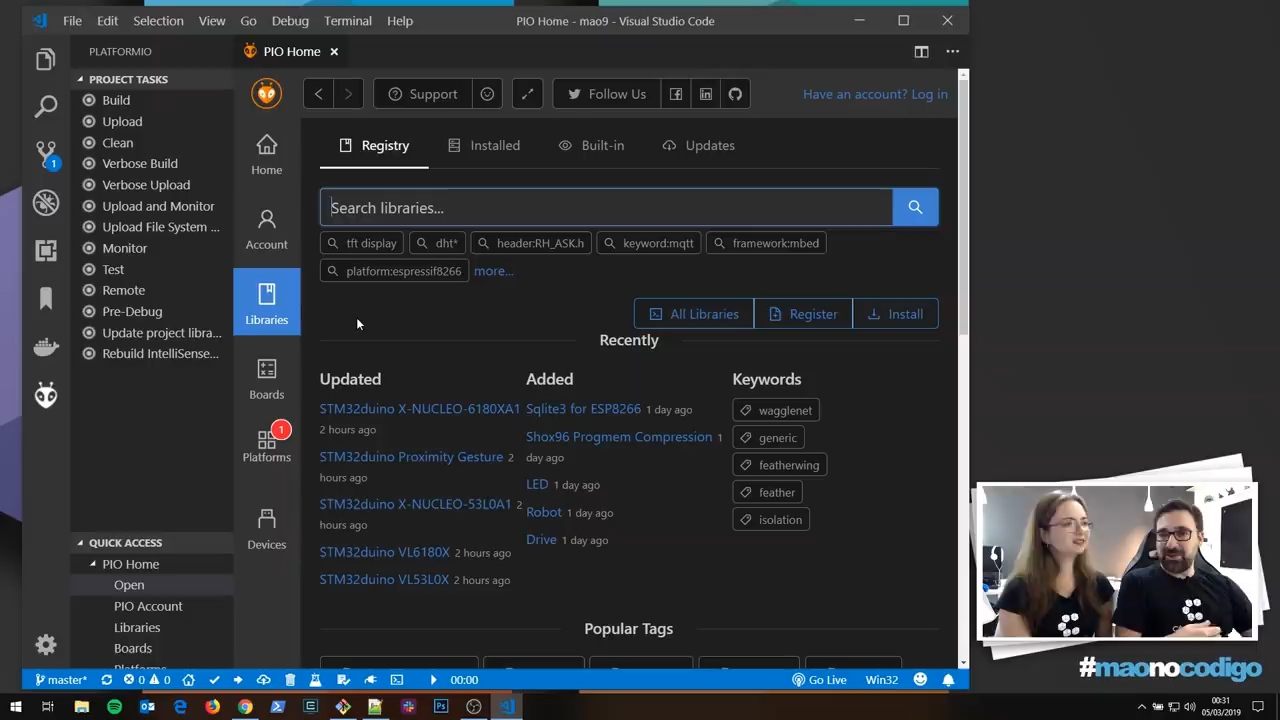 File Edit Selection View Go Debug Terminal Help
PIO Home - mao9 - Visual Studio Code
PLATFORMIO
PIO Home
PROJECT TASKS
Build
Upload
Clean
Verbose Build
Verbose Upload
Upload and Monitor
Upload File System ...
Monitor
Test
Remote
Pre-Debug
Update project libra...
Rebuild IntelliSense...
QUICK ACCESS
PIO Home
Open
PIO Account
Libraries
Boards
Platforms
1
Home
Account
Libraries
Boards
1
Platforms
Devices
Support
Follow Us
Have an account? Log in
Registry
Installed
Built-in
Updates
Search libraries...
tft display
dht*
header:RH_ASK.h
keyword:mqtt
framework:mbed
platform:espressif8266
more...
All Libraries
Register
Install
Recently
Updated
STM32duino X-NUCLEO-6180XA1
2 hours ago
STM32duino Proximity Gesture 2
hours ago
STM32duino X-NUCLEO-53L0A1 2
hours ago
STM32duino VL6180X 2 hours ago
STM32duino VL53L0X 2 hours ago
Added
Sqlite3 for ESP8266 1 day ago
Shox96 Progmem Compression 1
day ago
LED 1 day ago
Robot 1 day ago
Drive 1 day ago
Keywords
wagglenet
generic
featherwing
feather
isolation
Popular Tags
#maonocodigo
master*
0
0
00:00
Go Live
Win32
00:31
05/03/2019